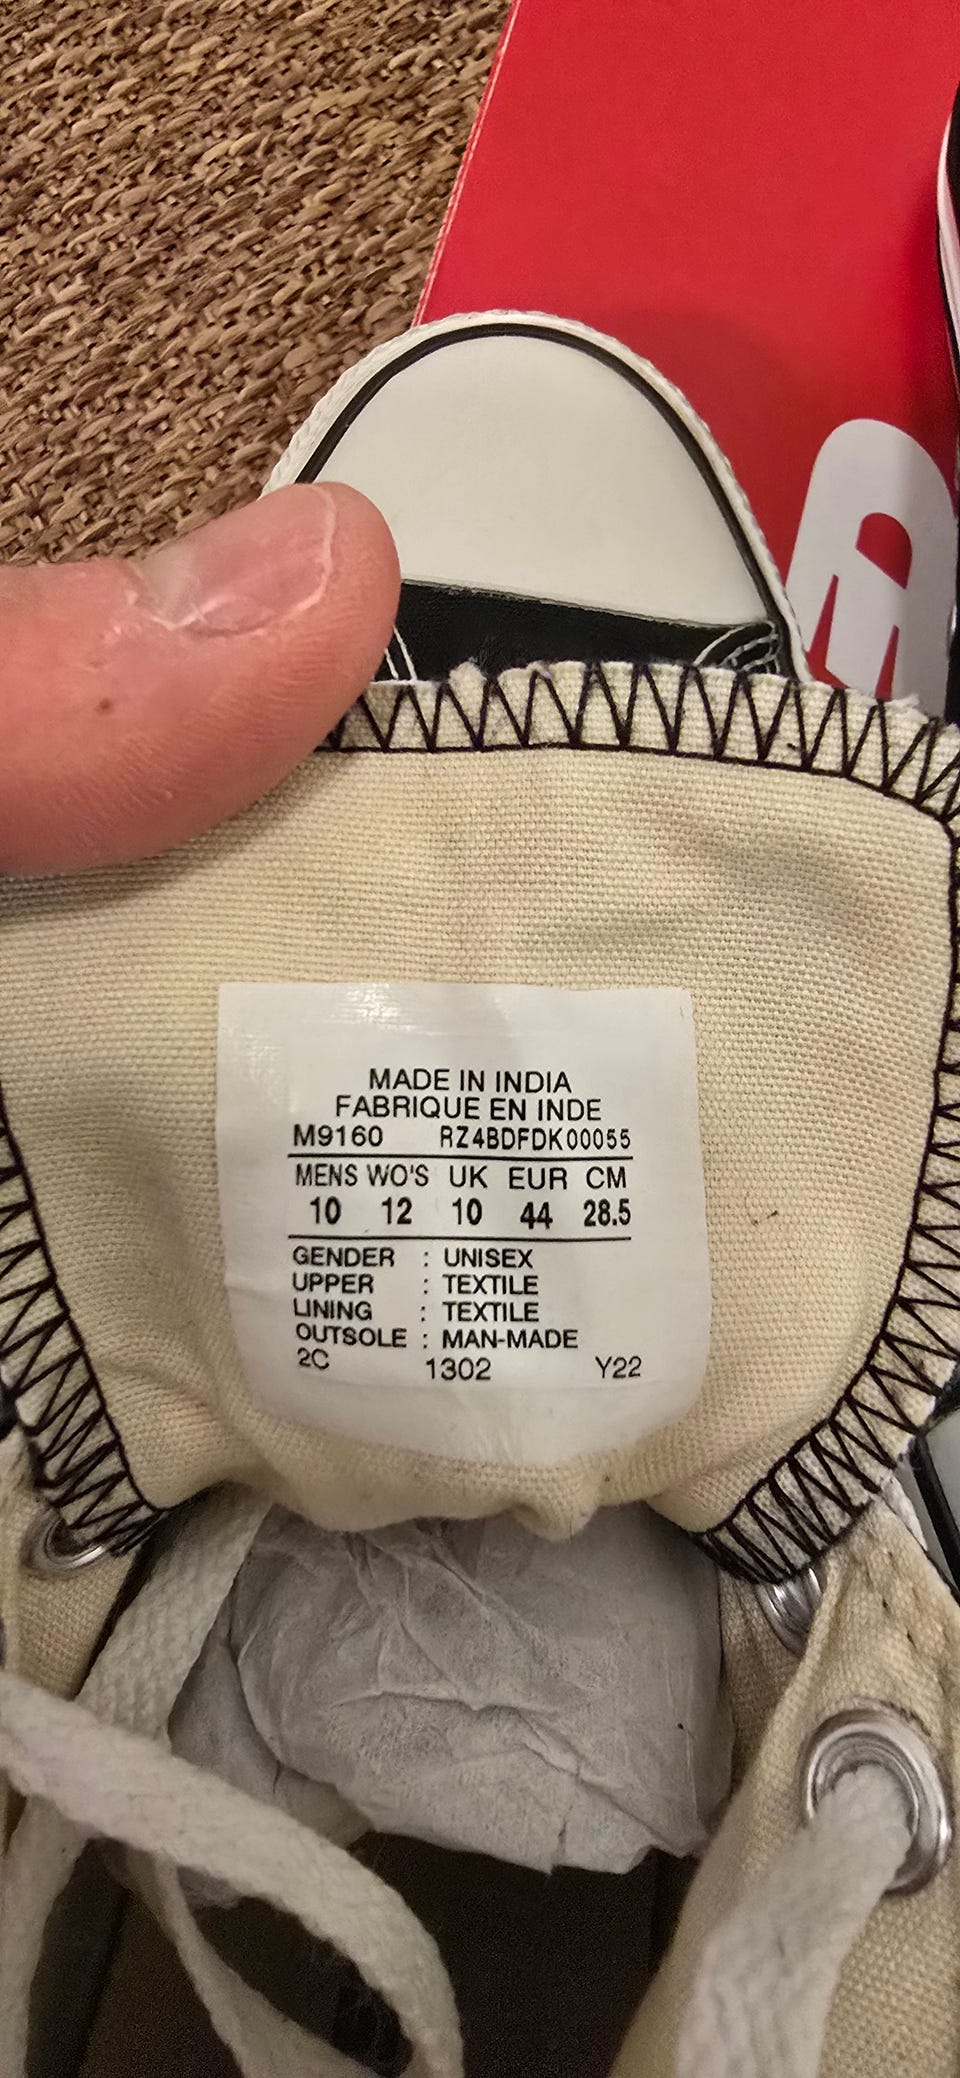 MADE IN INDIA
FABRIQUE EN INDE
M9160 RZ4BDFDK00055
MENS WO'S UK EUR CM
10 12 10 44 28.5
GENDER : UNISEX
UPPER : TEXTILE
LINING : TEXTILE
OUTSOLE : MAN-MADE
2C 1302 Y22